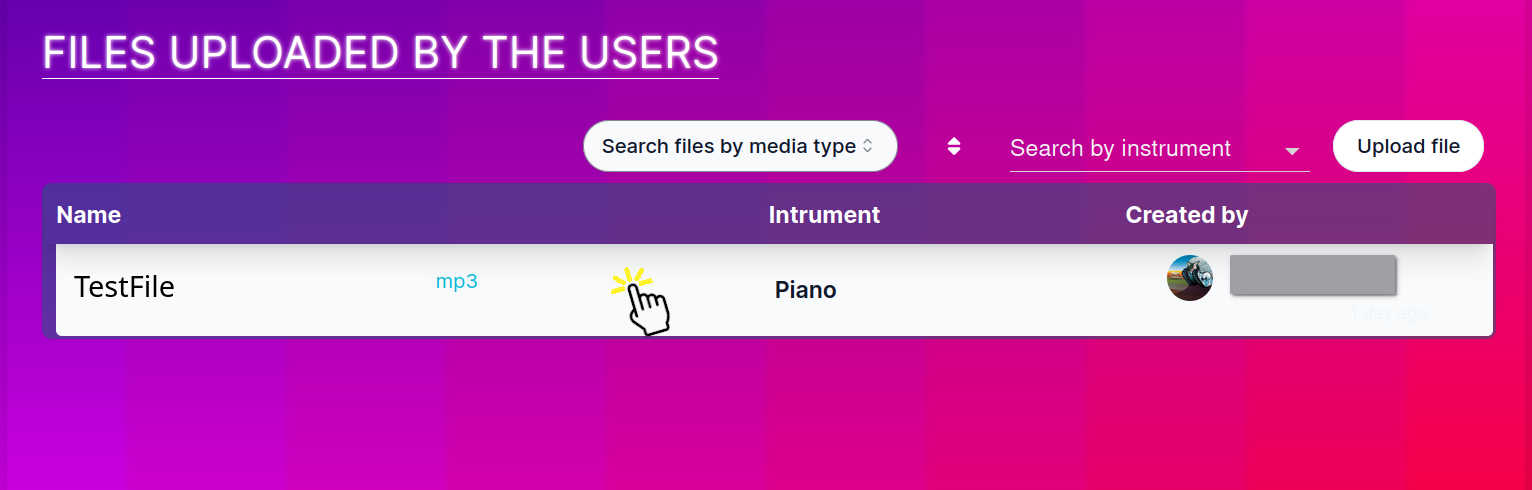 FILES UPLOADED BY THE USERS
Search files by media type Search by instrument Upload file
Name Intrument Created by
TestFile mp3 Piano
1 day ago